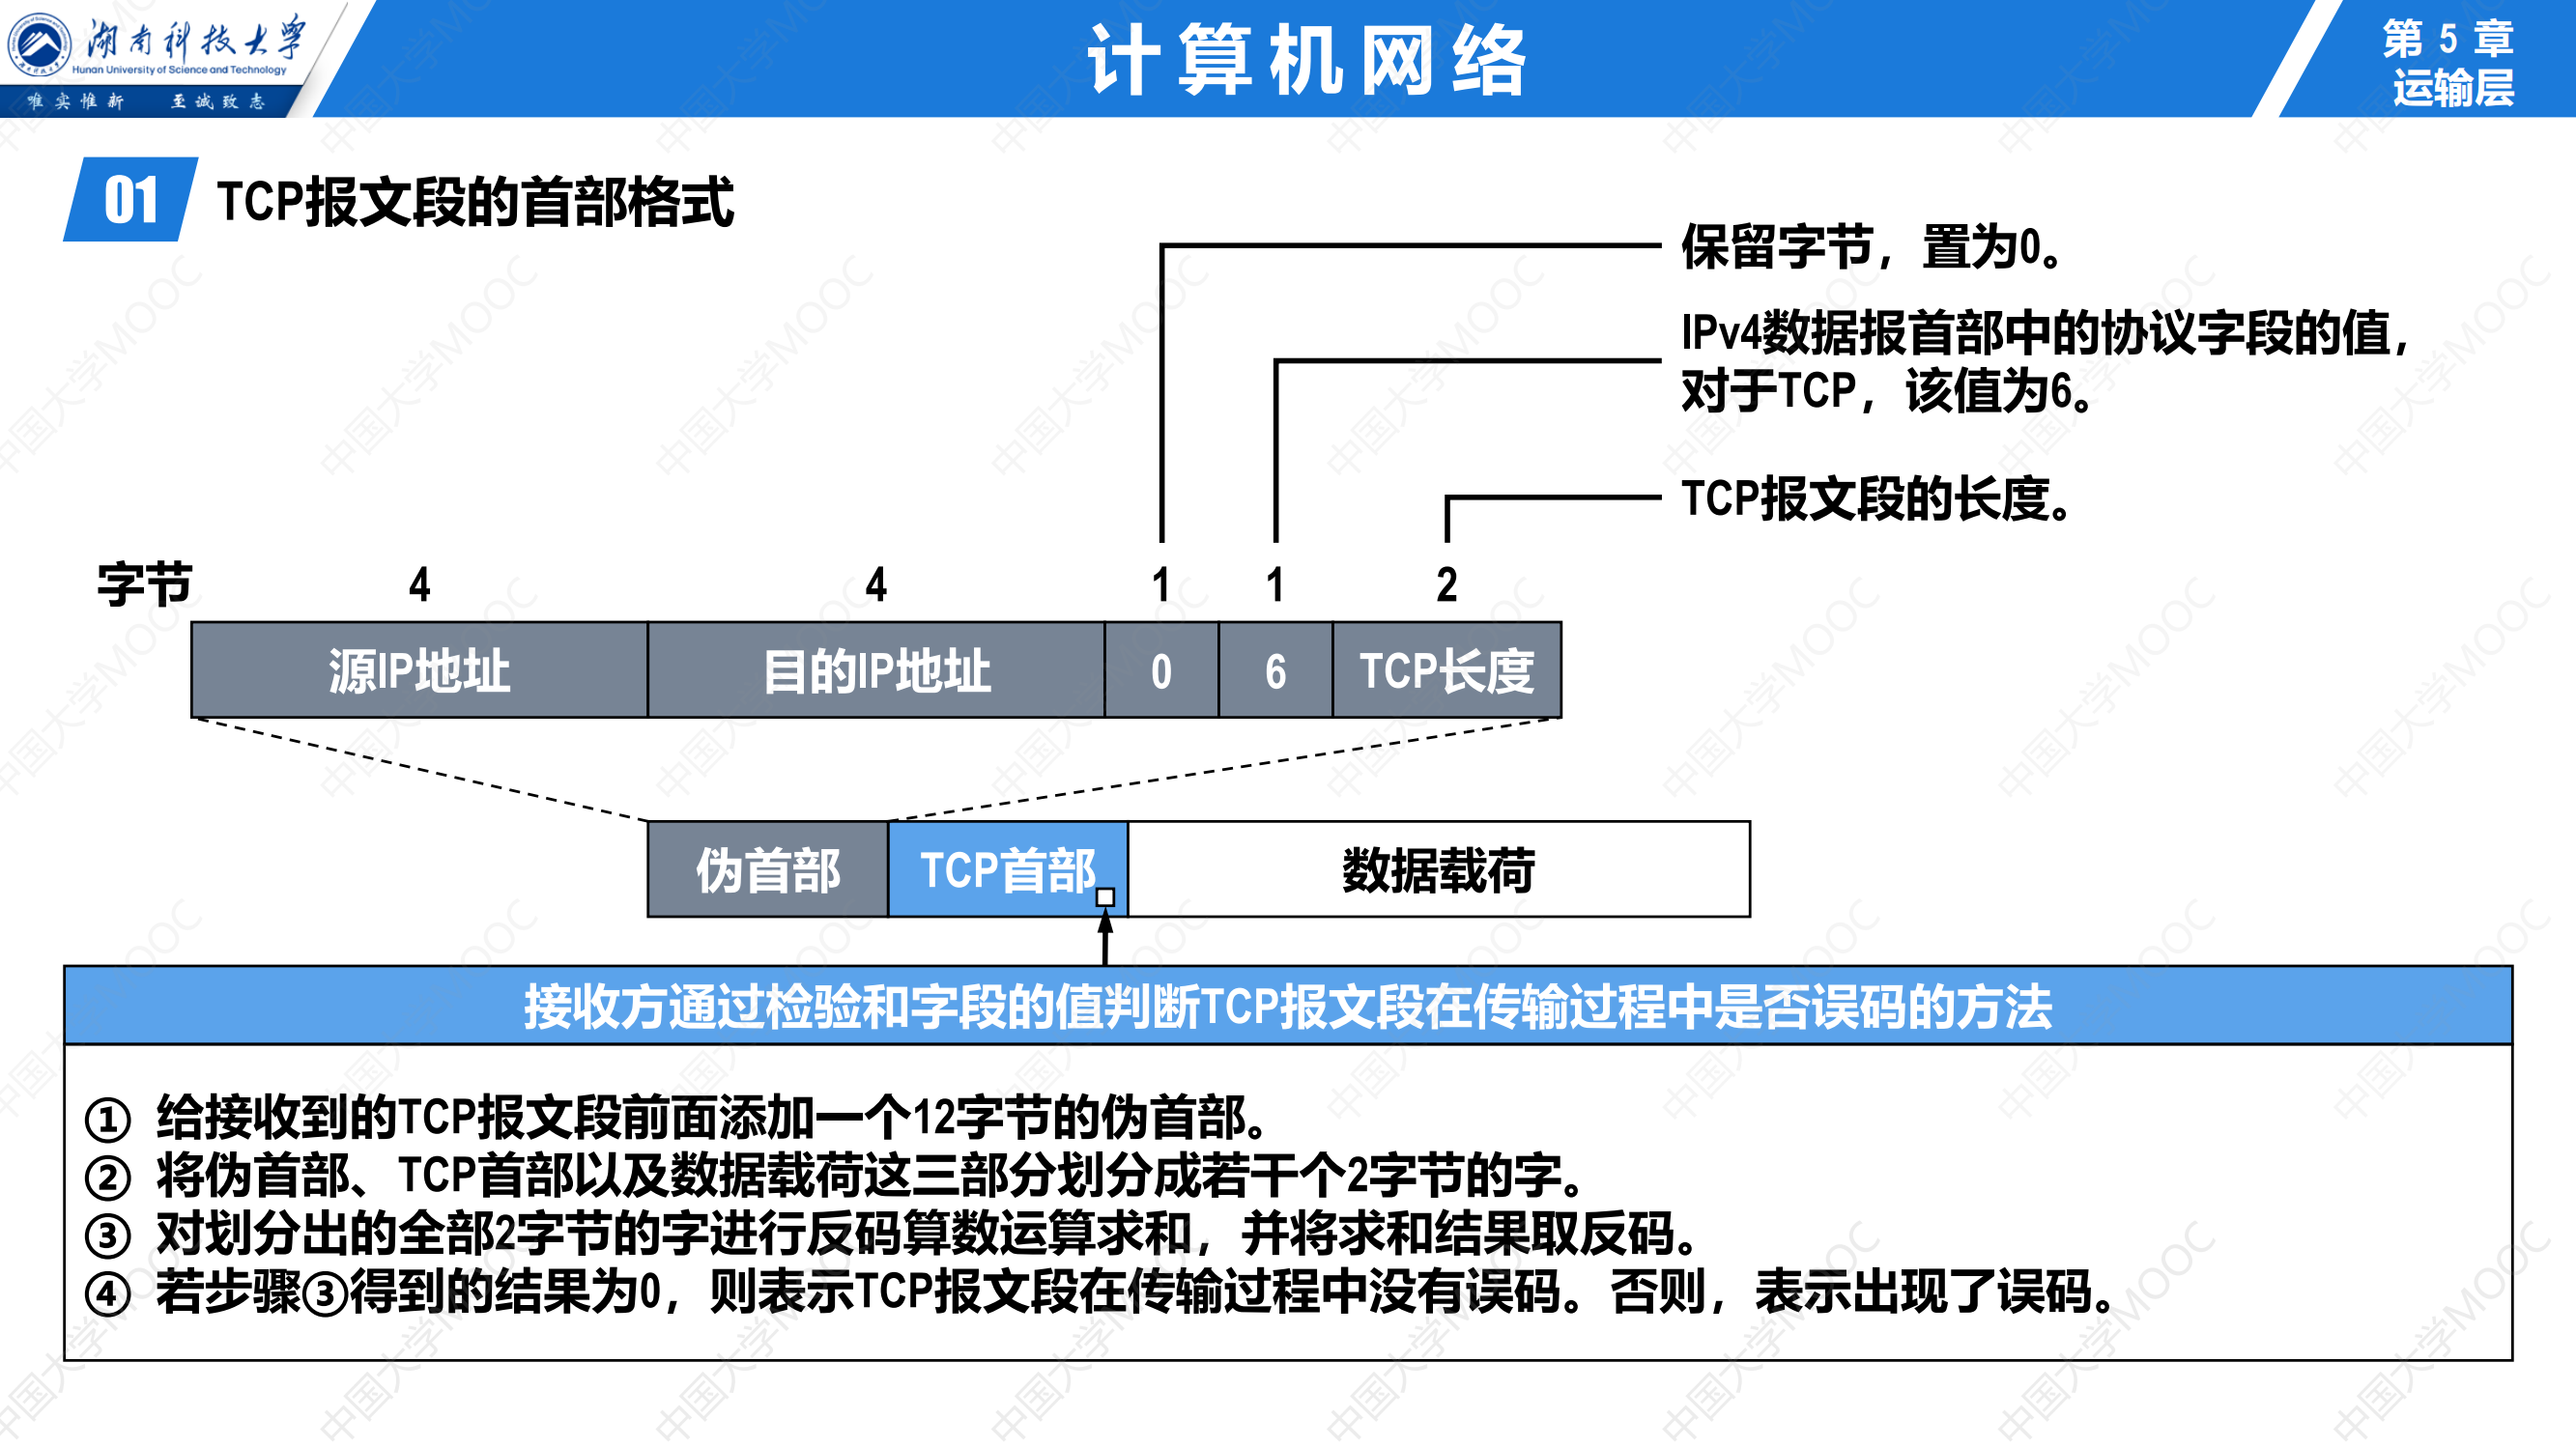 湖南科技大学
Hunan University of Science and Technology
唯实惟新 至诚致志
计算机网络
第 5 章
运输层
01 TCP报文段的首部格式
保留字节，置为0。
IPv4数据报首部中的协议字段的值，
对于TCP，该值为6。
TCP报文段的长度。
字节 4 4 1 1 2
源IP地址 目的IP地址 0 6 TCP长度
伪首部 TCP首部 数据载荷
接收方通过检验和字段的值判断TCP报文段在传输过程中是否误码的方法
① 给接收到的TCP报文段前面添加一个12字节的伪首部。
② 将伪首部、TCP首部以及数据载荷这三部分划分成若干个2字节的字。
③ 对划分出的全部2字节的字进行反码算数运算求和，并将求和结果取反码。
④ 若步骤③得到的结果为0，则表示TCP报文段在传输过程中没有误码。否则，表示出现了误码。
中国大学MOOC